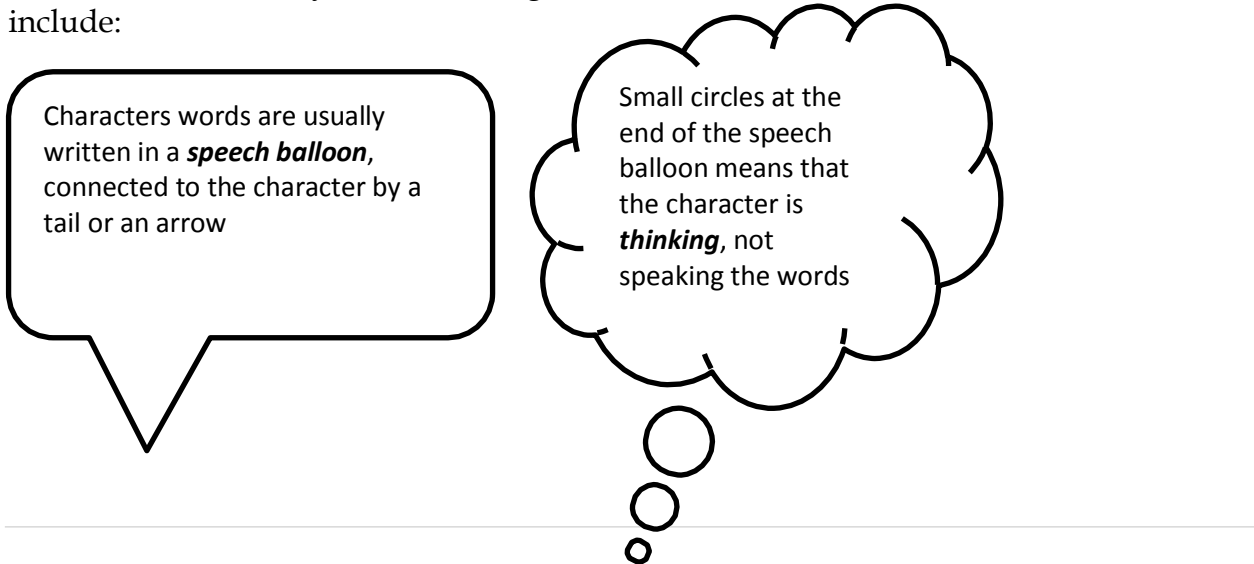 include:
Characters words are usually
written in a speech balloon,
connected to the character by a
tail or an arrow
Small circles at the
end of the speech
balloon means that
the character is
thinking, not
speaking the words